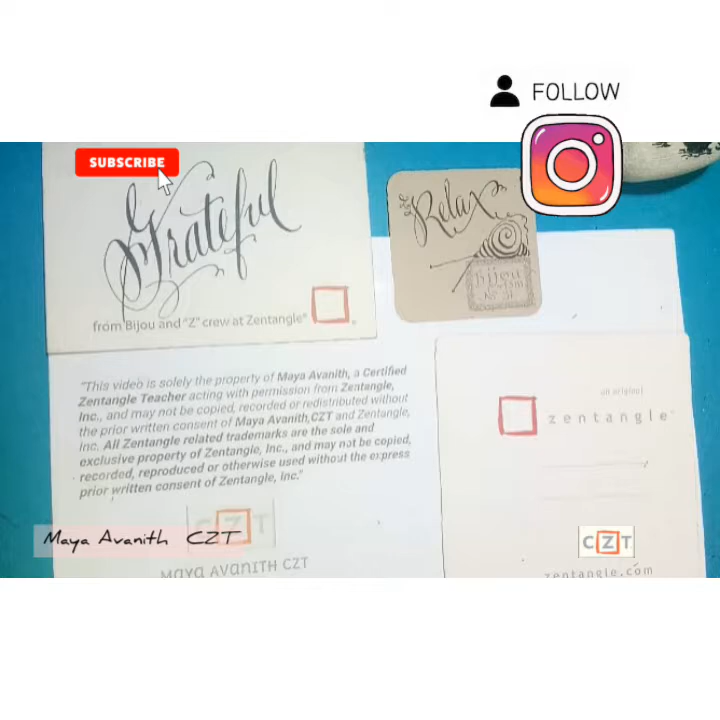 FOLLOW
SUBSCRIBE
Grateful
from Bijou and "Z" crew at Zentangle®
Relax
Bijou
"This video is solely the property of Maya Avanith, a Certified
Zentangle Teacher acting with permission from Zentangle,
Inc., and may not be copied, recorded or redistributed without
the prior written consent of Maya Avanith,CZT and Zentangle,
Inc. All Zentangle related trademarks are the sole and
exclusive property of Zentangle, Inc., and may not be copied,
recorded, reproduced or otherwise used without the express
prior written consent of Zentangle, Inc."
CZT
Maya Avanith CZT
MAYA AVANITH CZT
an original
zentangle®
CZT
zentangle.com